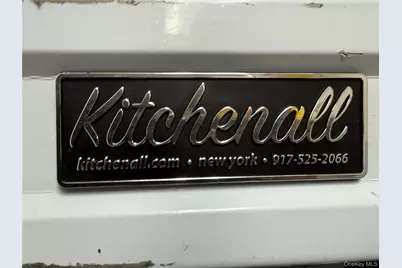 Kitchenall
kitchenall.com • new york • 917-525-2066
OneKey MLS